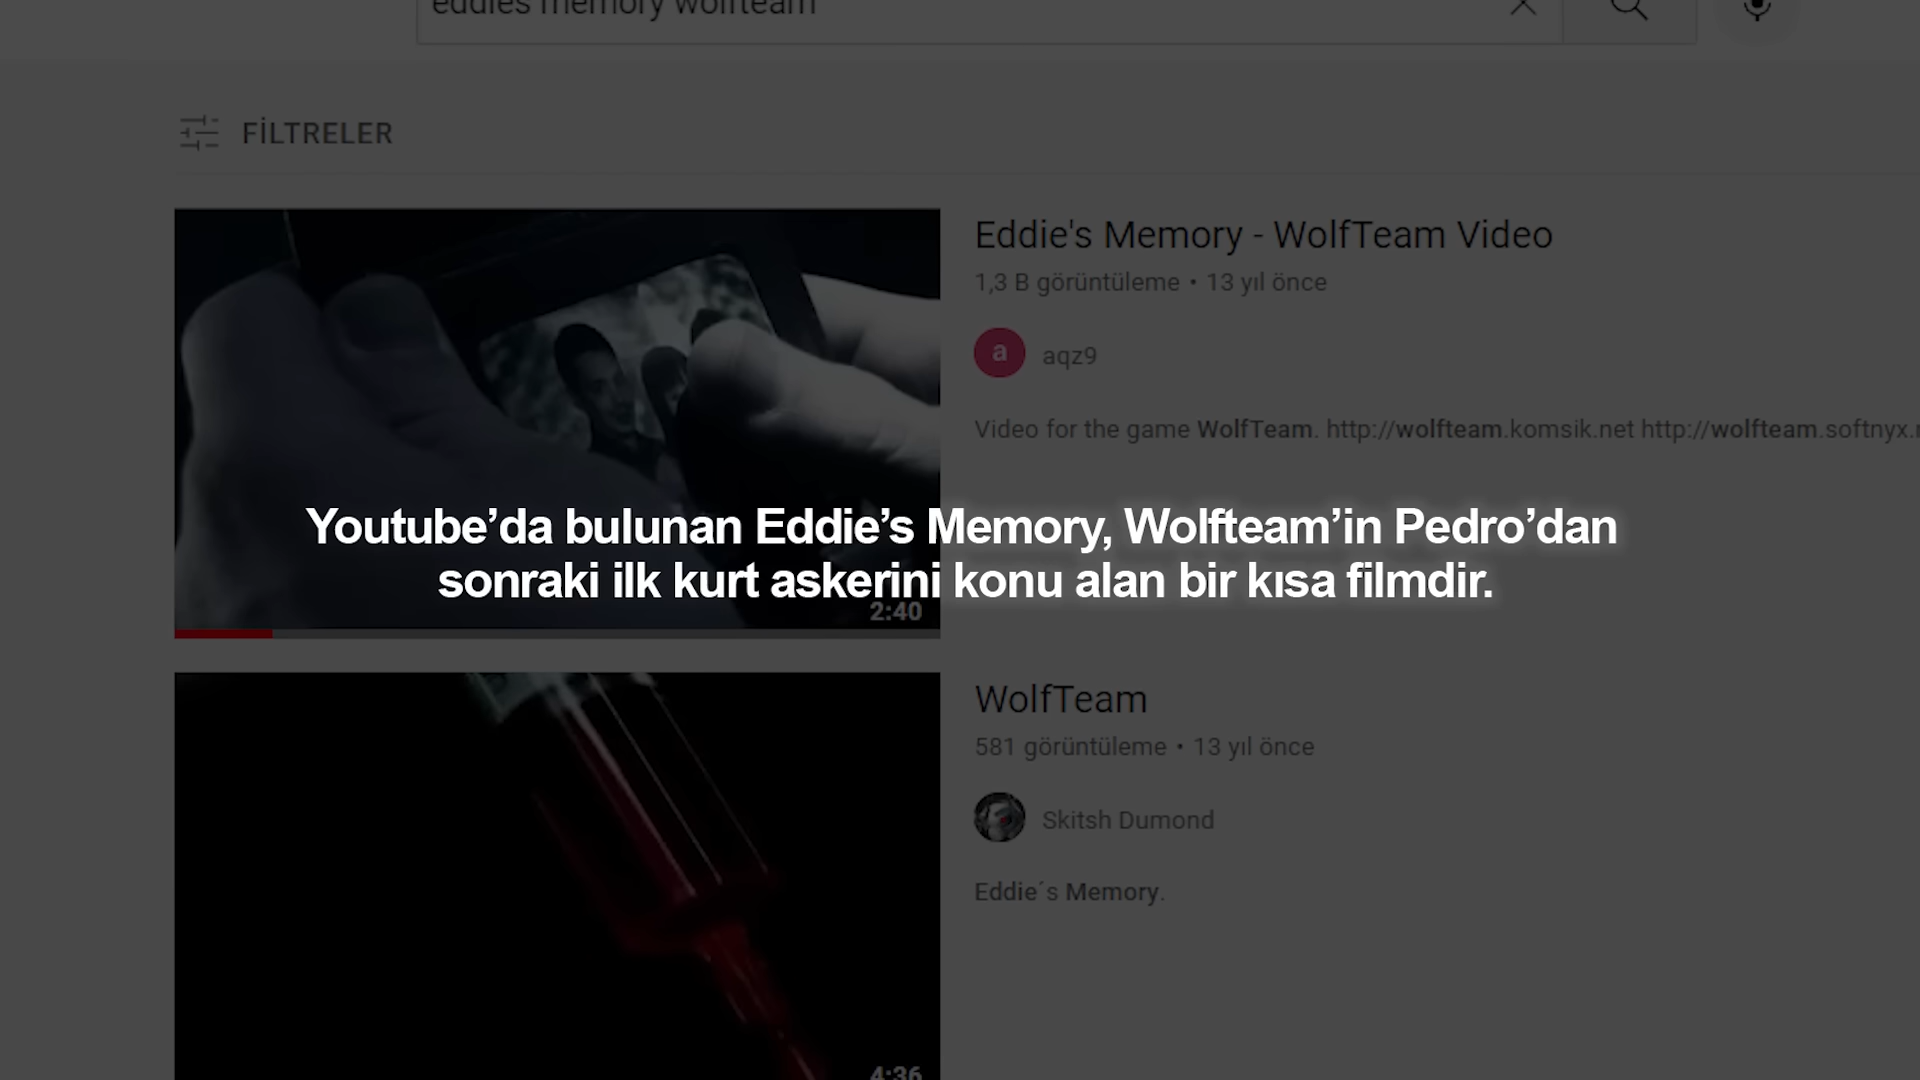 eddies memory wolfteam
FİLTRELER
Eddie's Memory - WolfTeam Video
1,3 B görüntüleme • 13 yıl önce
a aqz9
Video for the game WolfTeam. http://wolfteam.komsik.net http://wolfteam.softnyx.
Youtube’da bulunan Eddie’s Memory, Wolfteam’in Pedro’dan
sonraki ilk kurt askerini konu alan bir kısa filmdir.
2:40
WolfTeam
581 görüntüleme • 13 yıl önce
Skitsh Dumond
Eddie´s Memory.
4:36